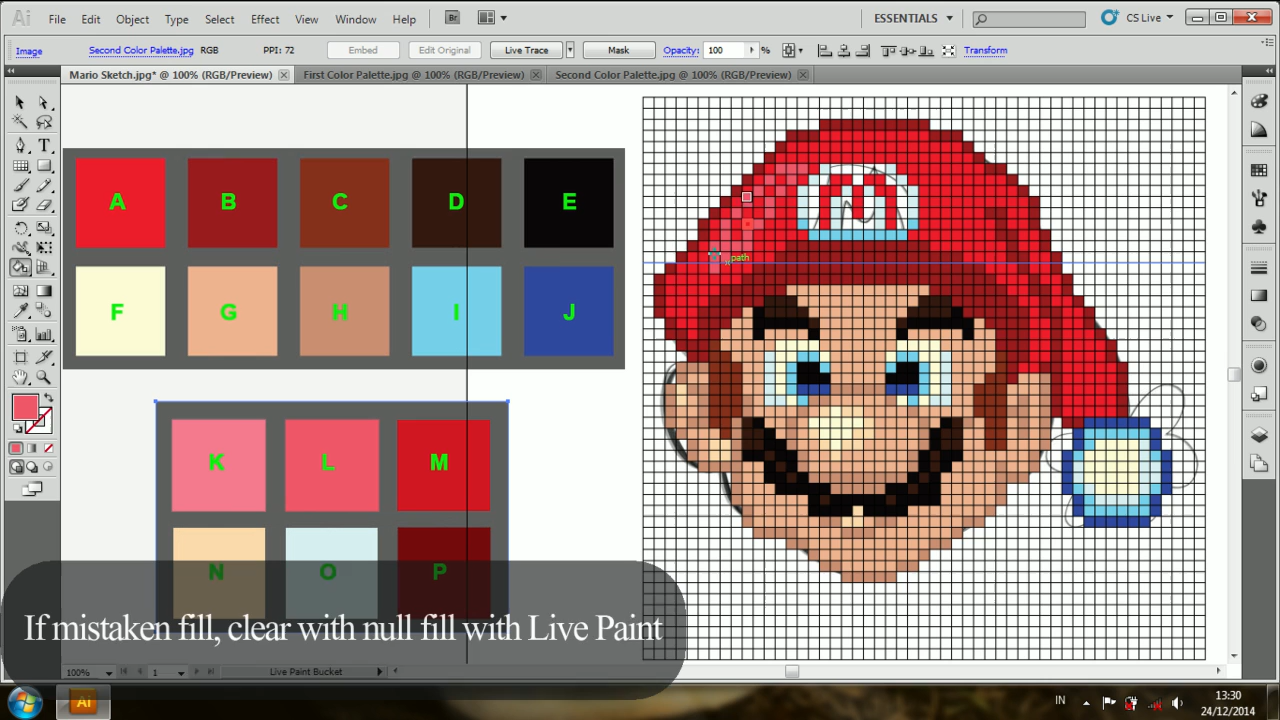 Ai File Edit Object Type Select Effect View Window Help Br ESSENTIALS CS Live
Image Second Color Palette.jpg RGB PPI: 72 Embed Edit Original Live Trace Mask Opacity: 100 % Transform
Mario Sketch.jpg* @ 100% (RGB/Preview) First Color Palette.jpg @ 100% (RGB/Preview) Second Color Palette.jpg @ 100% (RGB/Preview)
A B C D E
path
F G H I J
K L M
N O P
If mistaken fill, clear with null fill with Live Paint
100% 1 Live Paint Bucket
Ai IN 13:30
24/12/2014